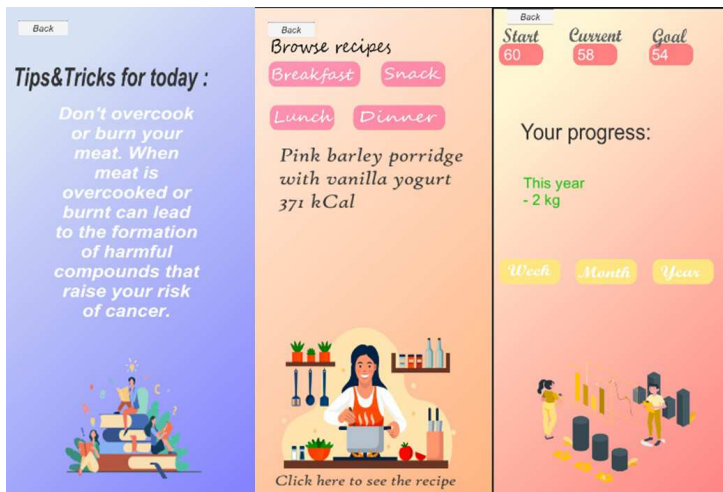 Back
Tips&Tricks for today :
Don't overcook
or burn your
meat. When
meat is
overcooked or
burnt can lead
to the formation
of harmful
compounds that
raise your risk
of cancer.
Back
Browse recipes
Breakfast Snack
Lunch Dinner
Pink barley porridge
with vanilla yogurt
371 kCal
Click here to see the recipe
Back
Start Current Goal
60 58 54
Your progress:
This year
- 2 kg
Week Month Year